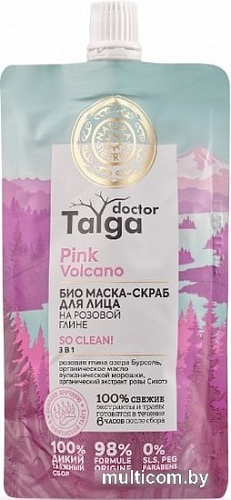 doctor
Taiga
Pink
Volcano
БИО МАСКА-СКРАБ
ДЛЯ ЛИЦА
НА РОЗОВОЙ
ГЛИНЕ
SO CLEAN!
3 В 1
розовая глина озера Бурсоль,
органическое масло
вулканической морошки,
органический экстракт розы Сихотэ
100% СВЕЖИЕ
экстракты и травы
готовятся в течение
6 часов после сбора
100%
ДИКИЙ
ТАЕЖНЫЙ
СБОР
98%
FORMULE
ORIGINE
0%
SLS, PEG
PARABENS
multicom.by